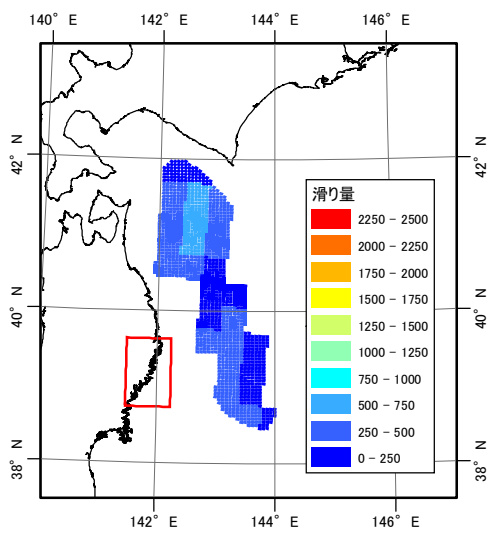 140° E 142° E 144° E 146° E
42° N
42° N
滑り量
2250 - 2500
2000 - 2250
1750 - 2000
1500 - 1750
1250 - 1500
1000 - 1250
750 - 1000
500 - 750
250 - 500
0 - 250
40° N
40° N
38° N
38° N
142° E 144° E 146° E